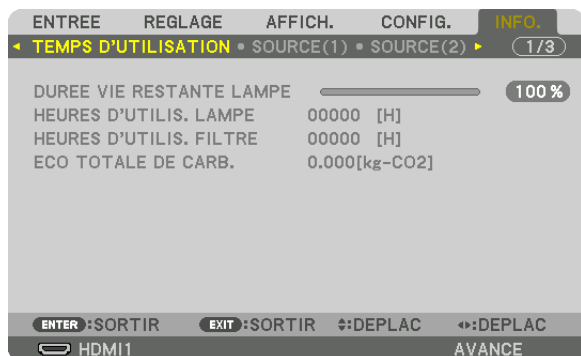 ENTREE REGLAGE AFFICH. CONFIG. INFO.
◄ TEMPS D'UTILISATION • SOURCE(1) • SOURCE(2) ► 1/3
DUREE VIE RESTANTE LAMPE 100 %
HEURES D'UTILIS. LAMPE 00000 [H]
HEURES D'UTILIS. FILTRE 00000 [H]
ECO TOTALE DE CARB. 0.000[kg-CO2]
ENTER :SORTIR EXIT :SORTIR ♦:DEPLAC ◂▸:DEPLAC
HDMI1 AVANCE